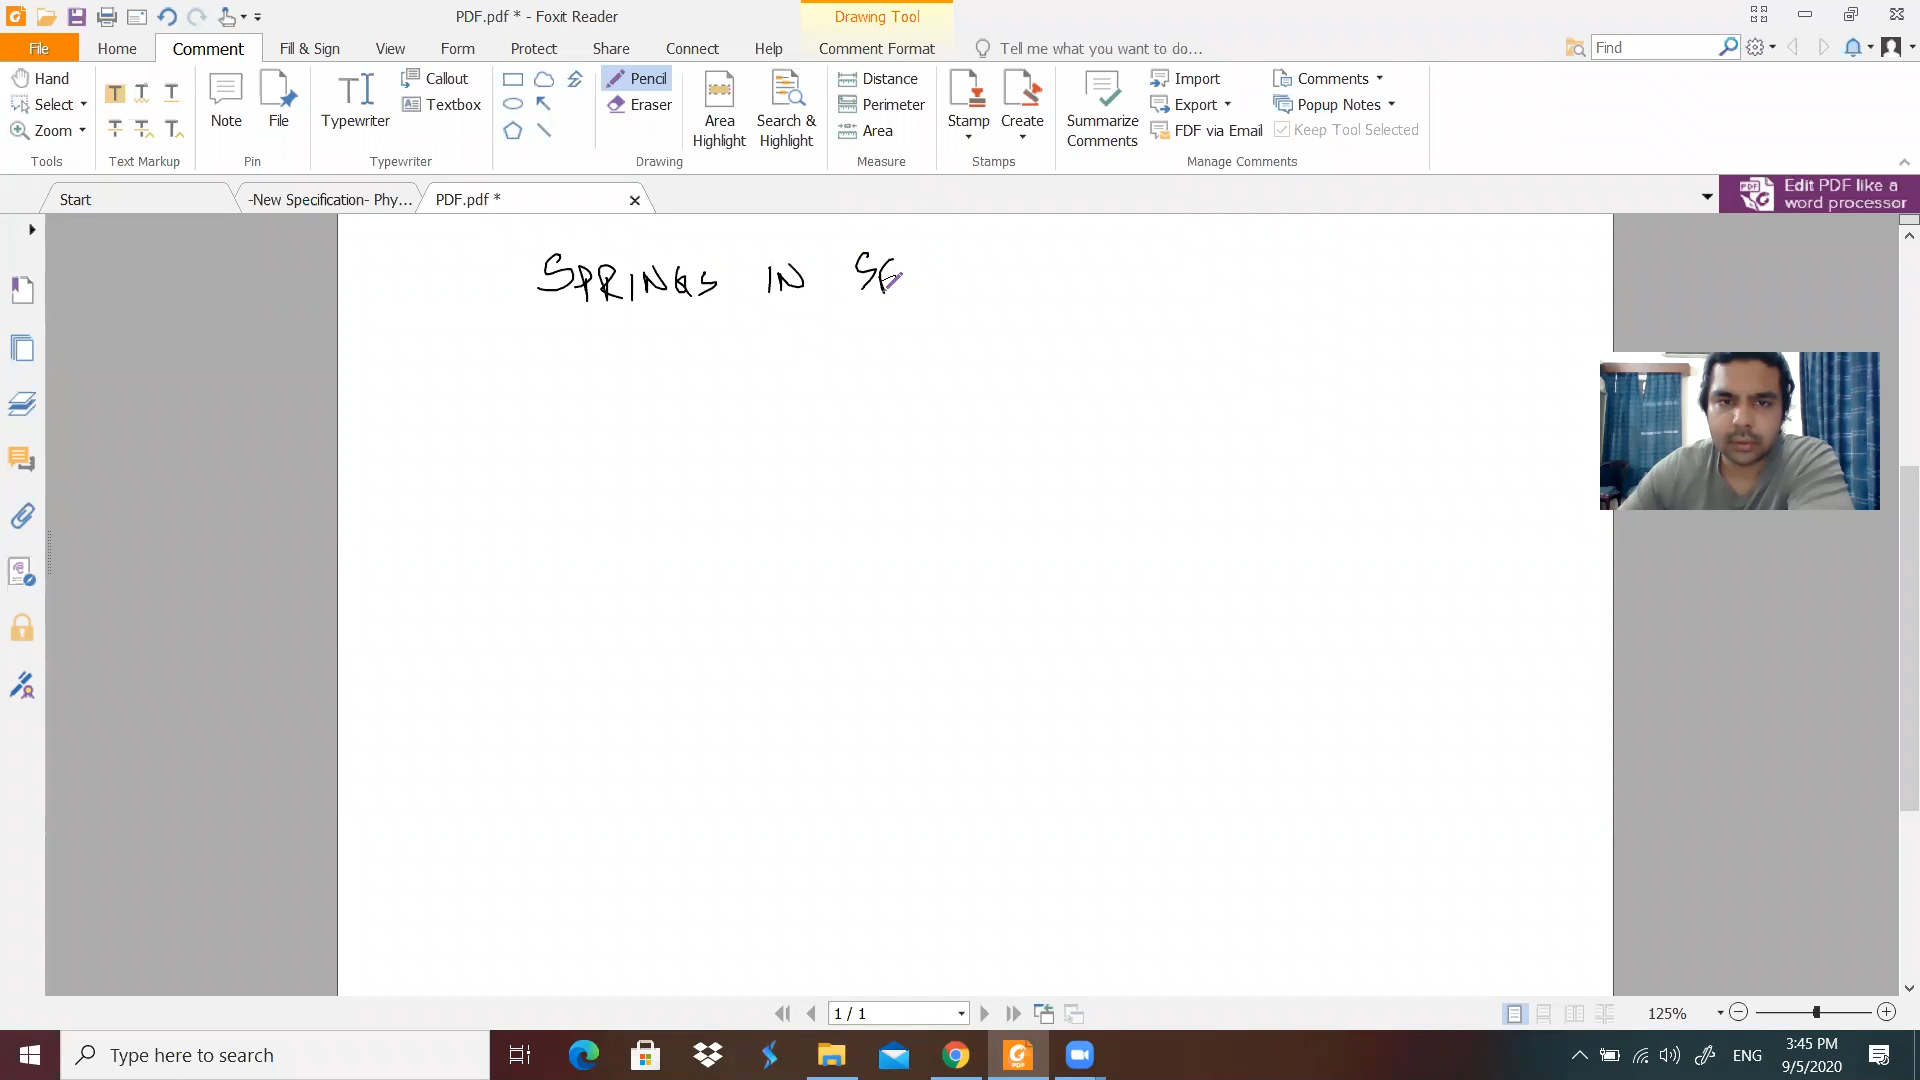 PDF.pdf * - Foxit Reader
Drawing Tool
File
Home
Comment
Fill & Sign
View
Form
Protect
Share
Connect
Help
Comment Format
Tell me what you want to do...
Find
Hand
Select
Zoom
Tools
Text Markup
Note
File
Pin
Typewriter
Callout
Textbox
Typewriter
Pencil
Eraser
Area Highlight
Search & Highlight
Drawing
Distance
Perimeter
Area
Measure
Stamp
Create
Stamps
Summarize Comments
Import
Export
FDF via Email
Comments
Popup Notes
Keep Tool Selected
Manage Comments
Start
-New Specification- Phy...
PDF.pdf *
Edit PDF like a
word processor
SPRINGS IN SE
1 / 1
125%
Type here to search
ENG
3:45 PM
9/5/2020